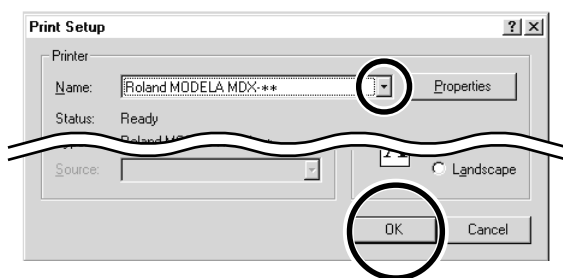 Print Setup
Printer
Name: Roland MODELA MDX-** Properties
Status: Ready
Source:
Landscape
OK Cancel